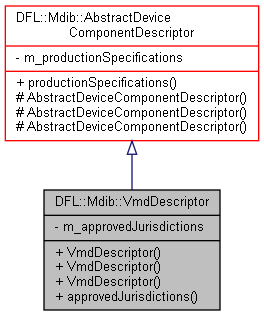 DFL::Mdib::AbstractDevice
ComponentDescriptor
- m_productionSpecifications
+ productionSpecifications()
# AbstractDeviceComponentDescriptor()
# AbstractDeviceComponentDescriptor()
# AbstractDeviceComponentDescriptor()
DFL::Mdib::VmdDescriptor
- m_approvedJurisdictions
+ VmdDescriptor()
+ VmdDescriptor()
+ VmdDescriptor()
+ approvedJurisdictions()